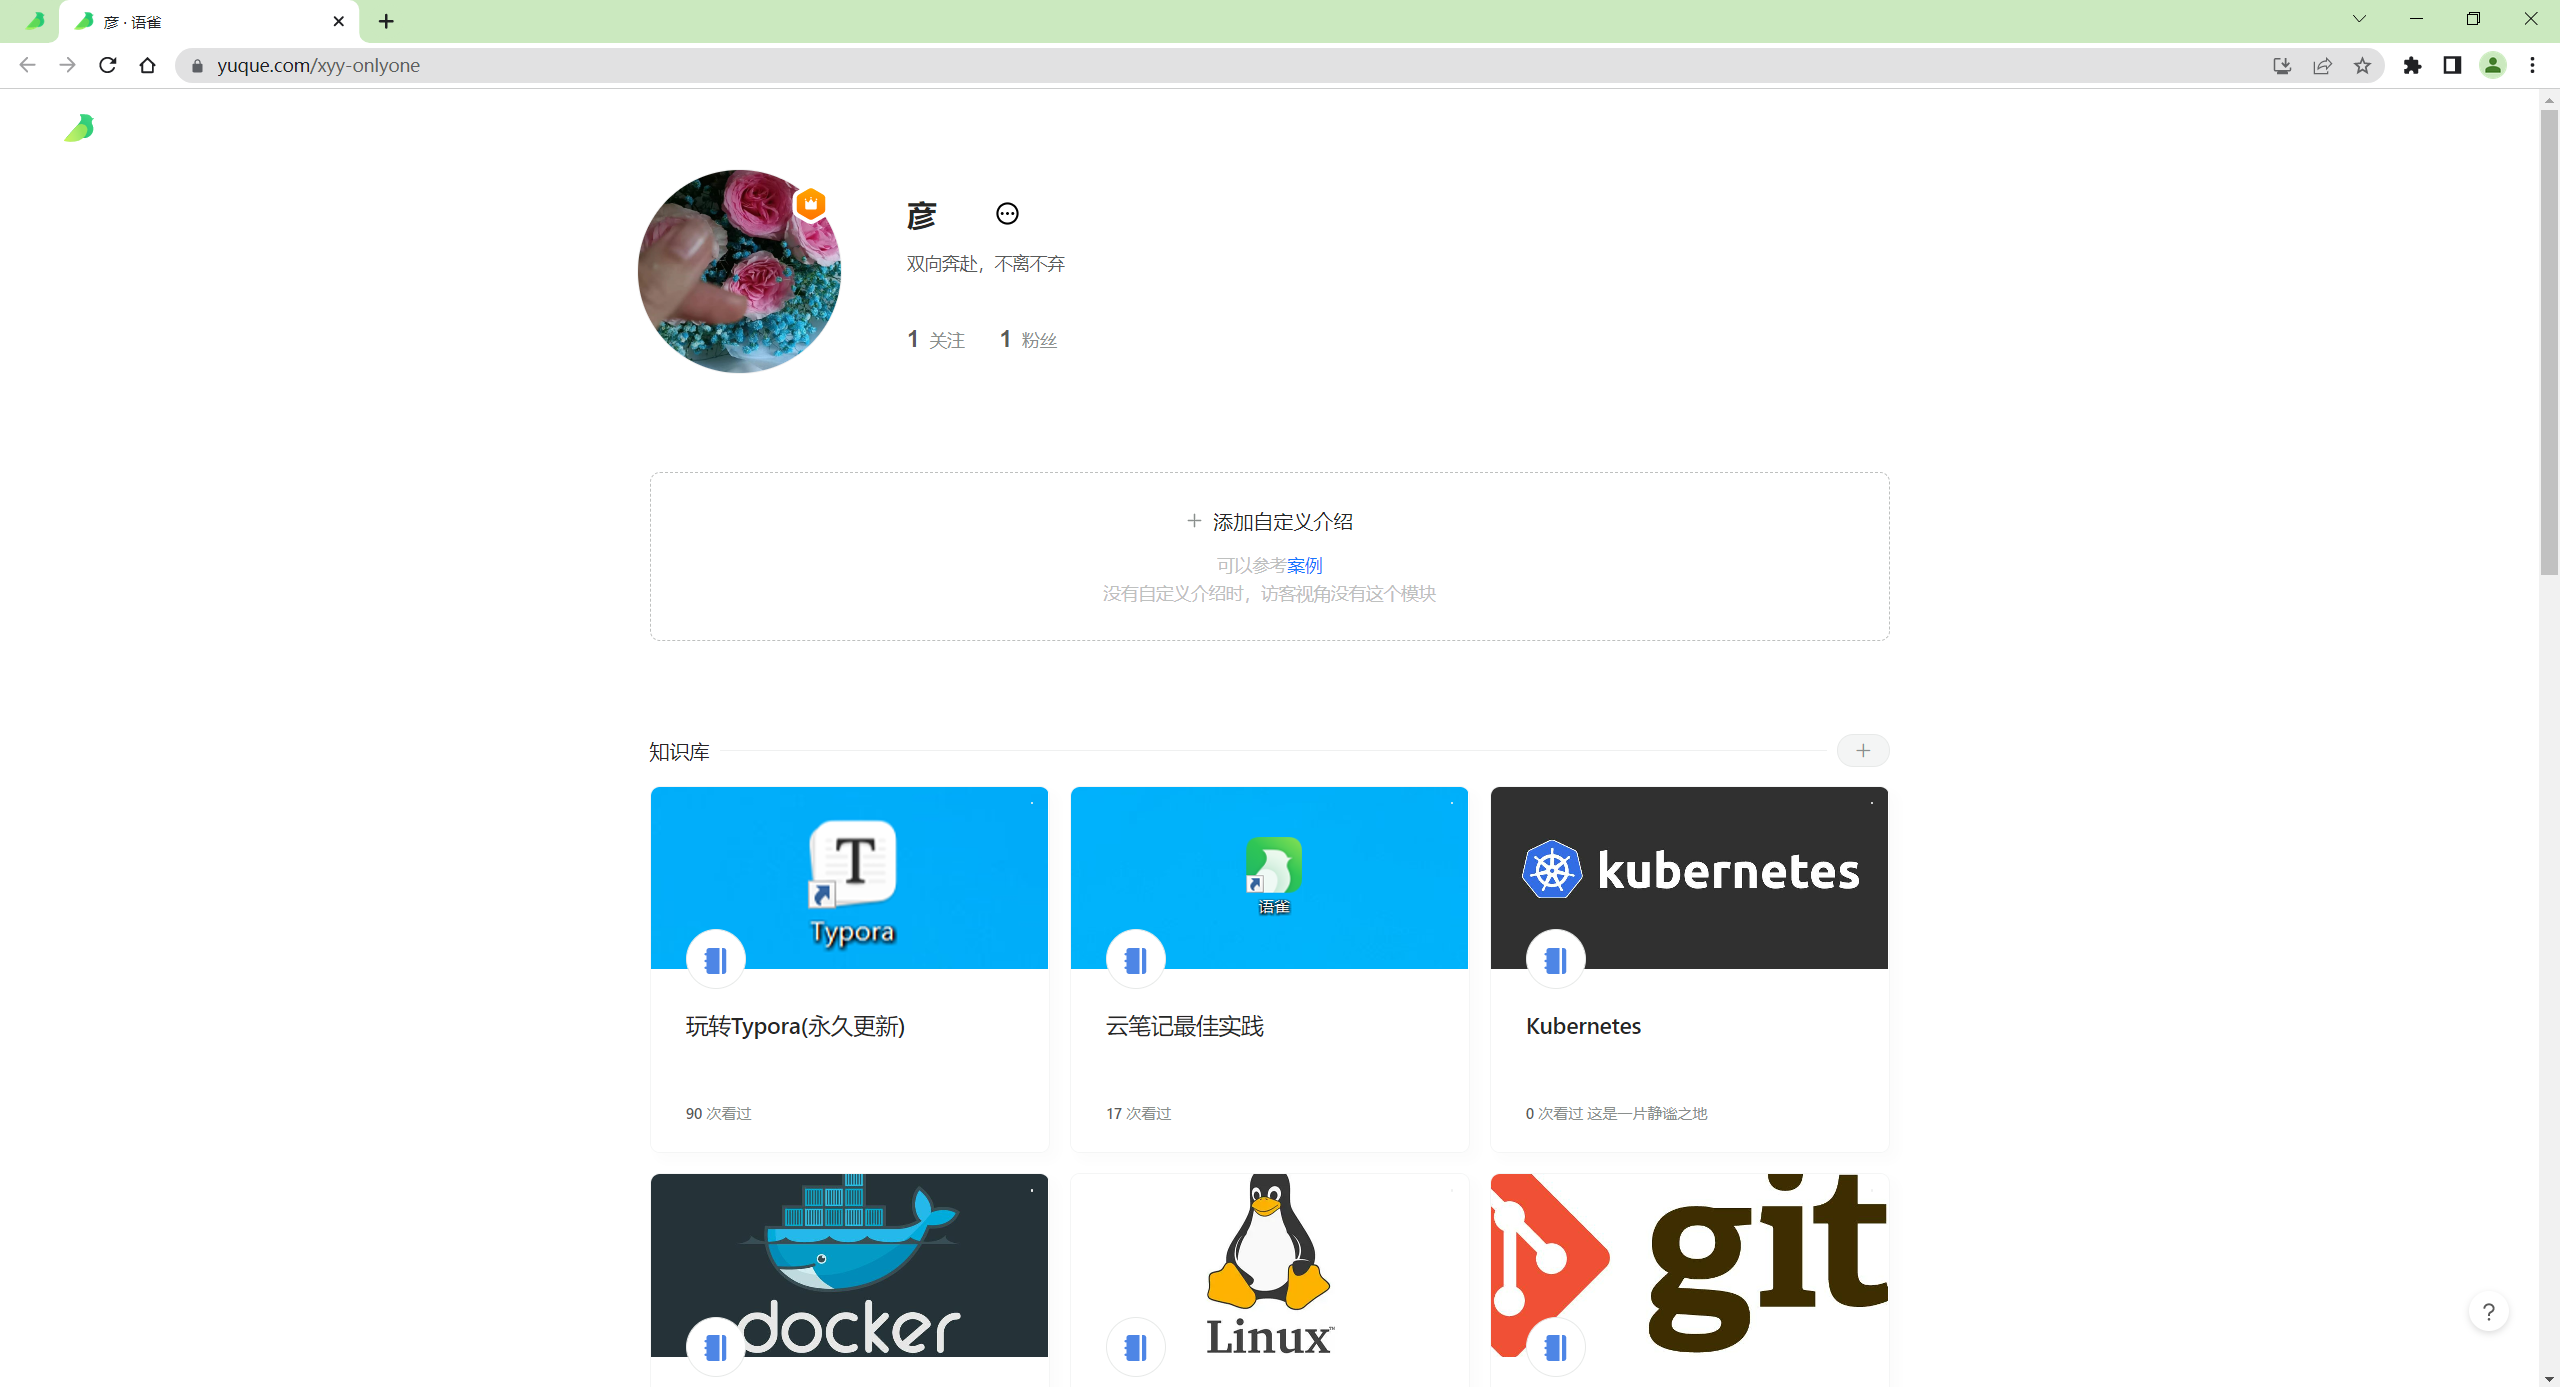 彦 · 语雀
yuque.com/xyy-onlyone
彦
双向奔赴，不离不弃
1 关注 1 粉丝
+ 添加自定义介绍
可以参考案例
没有自定义介绍时，访客视角没有这个模块
知识库
T
Typora
语雀
kubernetes
玩转Typora(永久更新)
云笔记最佳实践
Kubernetes
90 次看过
17 次看过
0 次看过 这是一片静谧之地
docker
Linux™
git
?